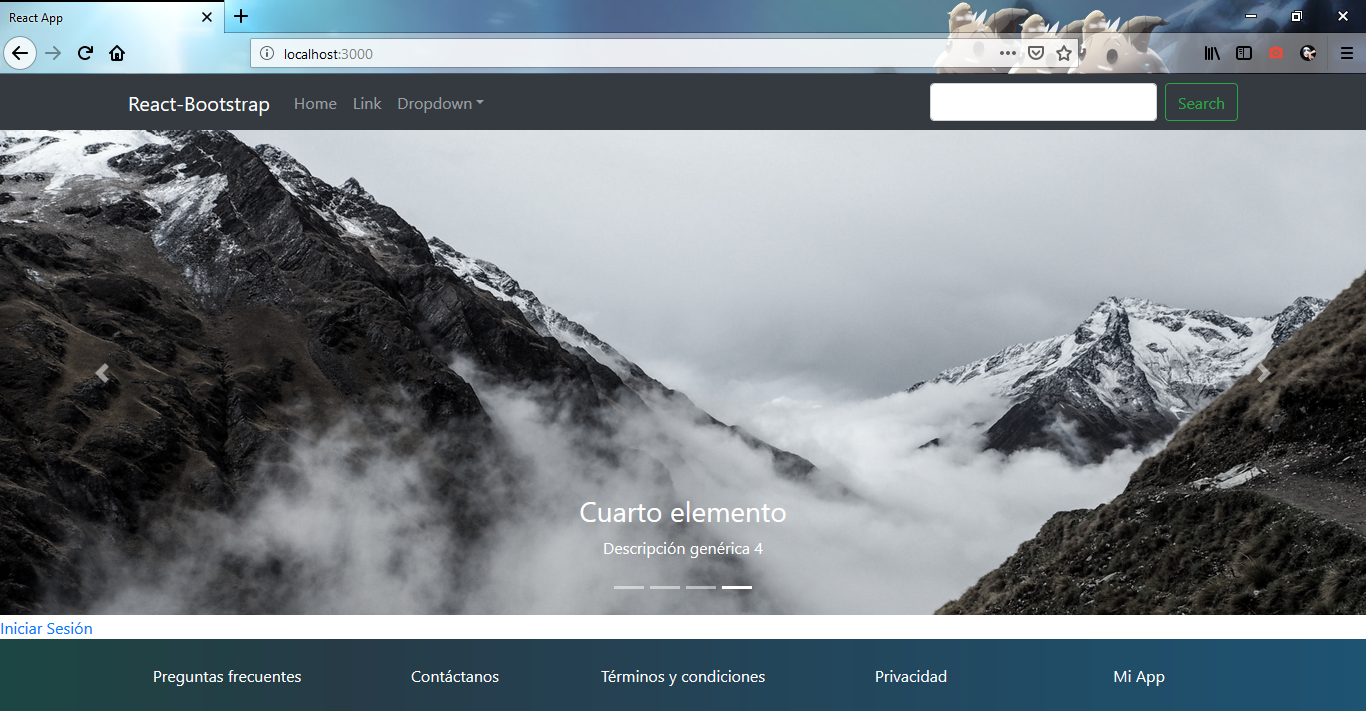 React App
localhost:3000
React-Bootstrap Home Link Dropdown Search
Cuarto elemento
Descripción genérica 4
Iniciar Sesión
Preguntas frecuentes Contáctanos Términos y condiciones Privacidad Mi App